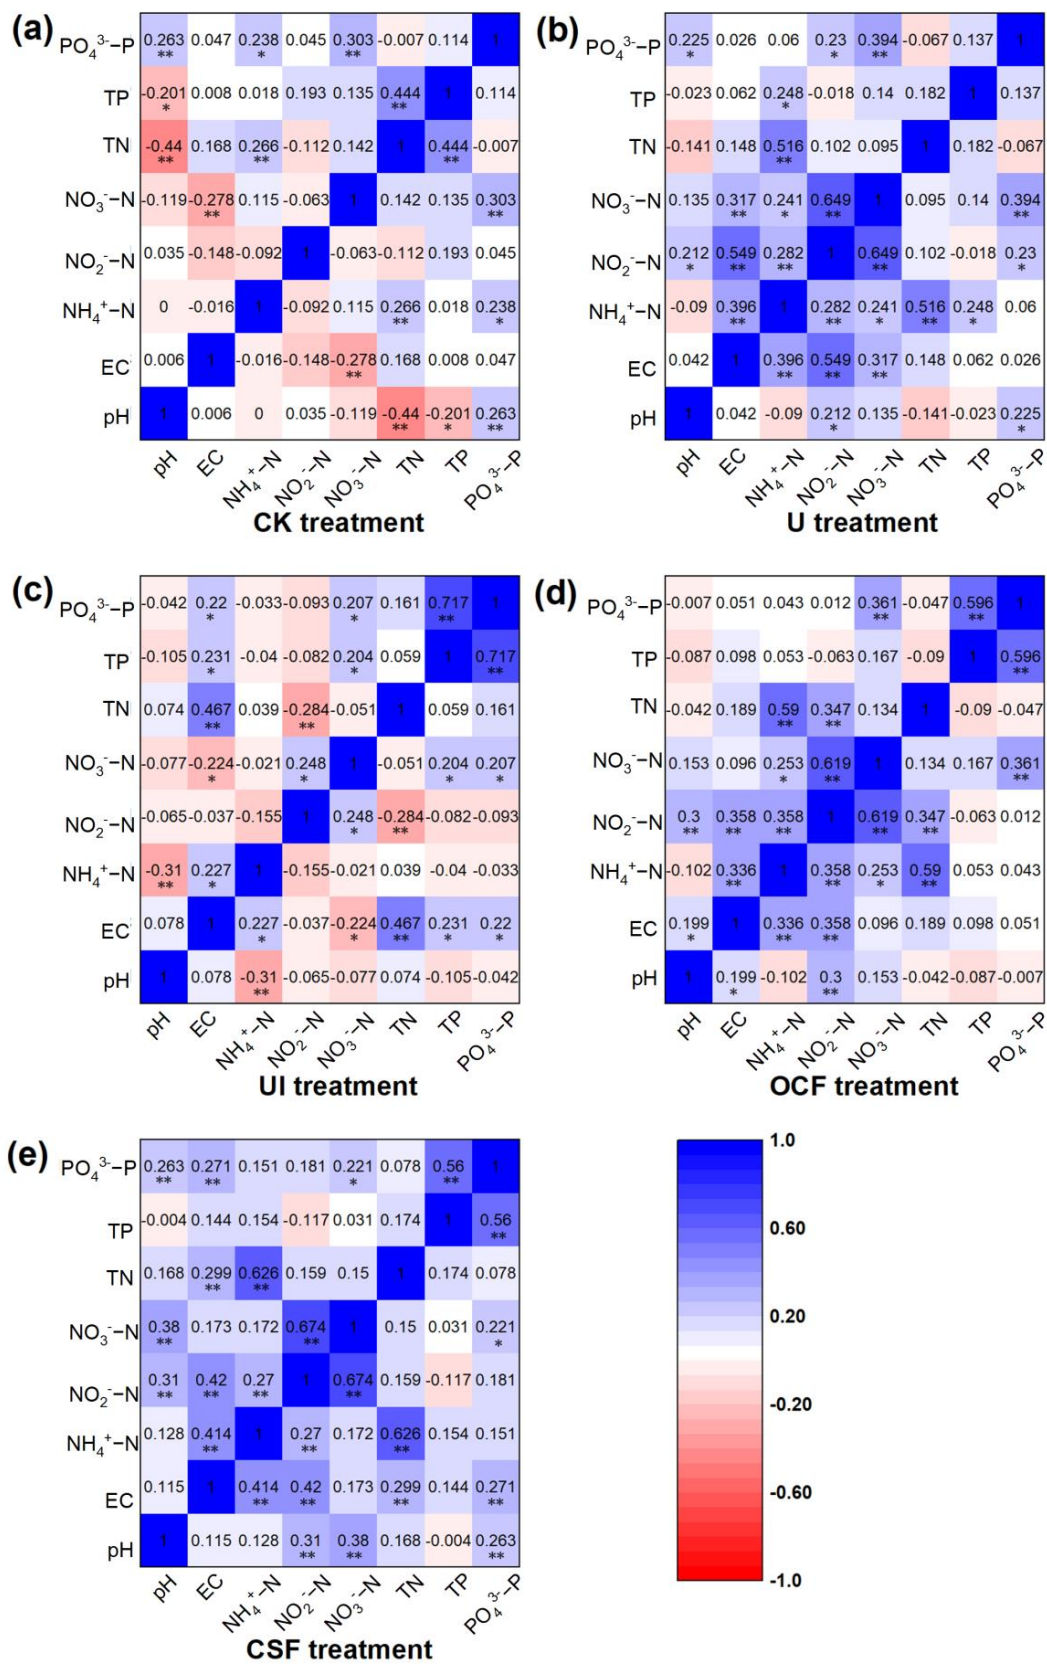 (a)
PO₄³⁻–P 0.263 ** 0.047 0.238 * 0.045 0.303 ** -0.007 0.114 1
TP -0.201 * 0.008 0.018 0.193 0.135 0.444 ** 1 0.114
TN -0.44 ** 0.168 0.266 ** -0.112 0.142 1 0.444 ** -0.007
NO₃⁻–N -0.119 -0.278 ** 0.115 -0.063 1 0.142 0.135 0.303 **
NO₂⁻–N 0.035 -0.148 -0.092 1 -0.063 -0.112 0.193 0.045
NH₄⁺–N 0 -0.016 1 -0.092 0.115 0.266 ** 0.018 0.238 *
EC 0.006 1 -0.016 -0.148 -0.278 ** 0.168 0.008 0.047
pH 1 0.006 0 0.035 -0.119 -0.44 ** -0.201 * 0.263 **
pH EC NH₄⁺–N NO₂⁻–N NO₃⁻–N TN TP PO₄³⁻–P
CK treatment
(b)
PO₄³⁻–P 0.225 * 0.026 0.06 0.23 * 0.394 ** -0.067 0.137 1
TP -0.023 0.062 0.248 * -0.018 0.14 0.182 1 0.137
TN -0.141 0.148 0.516 ** 0.102 0.095 1 0.182 -0.067
NO₃⁻–N 0.135 0.317 ** 0.241 * 0.649 ** 1 0.095 0.14 0.394 **
NO₂⁻–N 0.212 * 0.549 ** 0.282 ** 1 0.649 ** 0.102 -0.018 0.23 *
NH₄⁺–N -0.09 0.396 ** 1 0.282 ** 0.241 * 0.516 ** 0.248 * 0.06
EC 0.042 1 0.396 ** 0.549 ** 0.317 ** 0.148 0.062 0.026
pH 1 0.042 -0.09 0.212 * 0.135 -0.141 -0.023 0.225 *
pH EC NH₄⁺–N NO₂⁻–N NO₃⁻–N TN TP PO₄³⁻–P
U treatment
(c)
PO₄³⁻–P -0.042 0.22 * -0.033 -0.093 0.207 * 0.161 0.717 ** 1
TP -0.105 0.231 * -0.04 -0.082 0.204 * 0.059 1 0.717 **
TN 0.074 0.467 ** 0.039 -0.284 ** -0.051 1 0.059 0.161
NO₃⁻–N -0.077 -0.224 * -0.021 0.248 * 1 -0.051 0.204 * 0.207 *
NO₂⁻–N -0.065 -0.037 -0.155 1 0.248 * -0.284 ** -0.082 -0.093
NH₄⁺–N -0.31 ** 0.227 * 1 -0.155 -0.021 0.039 -0.04 -0.033
EC 0.078 1 0.227 * -0.037 -0.224 * 0.467 ** 0.231 * 0.22 *
pH 1 0.078 -0.31 ** -0.065 -0.077 0.074 -0.105 -0.042
pH EC NH₄⁺–N NO₂⁻–N NO₃⁻–N TN TP PO₄³⁻–P
UI treatment
(d)
PO₄³⁻–P -0.007 0.051 0.043 0.012 0.361 ** -0.047 0.596 ** 1
TP -0.087 0.098 0.053 -0.063 0.167 -0.09 1 0.596 **
TN -0.042 0.189 0.59 ** 0.347 ** 0.134 1 -0.09 -0.047
NO₃⁻–N 0.153 0.096 0.253 * 0.619 ** 1 0.134 0.167 0.361 **
NO₂⁻–N 0.3 ** 0.358 ** 0.358 ** 1 0.619 ** 0.347 ** -0.063 0.012
NH₄⁺–N -0.102 0.336 ** 1 0.358 ** 0.253 * 0.59 ** 0.053 0.043
EC 0.199 * 1 0.336 ** 0.358 ** 0.096 0.189 0.098 0.051
pH 1 0.199 * -0.102 0.3 ** 0.153 -0.042 -0.087 -0.007
pH EC NH₄⁺–N NO₂⁻–N NO₃⁻–N TN TP PO₄³⁻–P
OCF treatment
(e)
PO₄³⁻–P 0.263 ** 0.271 ** 0.151 0.181 0.221 * 0.078 0.56 ** 1
TP -0.004 0.144 0.154 -0.117 0.031 0.174 1 0.56 **
TN 0.168 0.299 ** 0.626 ** 0.159 0.15 1 0.174 0.078
NO₃⁻–N 0.38 ** 0.173 0.172 0.674 ** 1 0.15 0.031 0.221 *
NO₂⁻–N 0.31 ** 0.42 ** 0.27 ** 1 0.674 ** 0.159 -0.117 0.181
NH₄⁺–N 0.128 0.414 ** 1 0.27 ** 0.172 0.626 ** 0.154 0.151
EC 0.115 1 0.414 ** 0.42 ** 0.173 0.299 ** 0.144 0.271 **
pH 1 0.115 0.128 0.31 ** 0.38 ** 0.168 -0.004 0.263 **
pH EC NH₄⁺–N NO₂⁻–N NO₃⁻–N TN TP PO₄³⁻–P
CSF treatment
1.0
0.60
0.20
-0.20
-0.60
-1.0